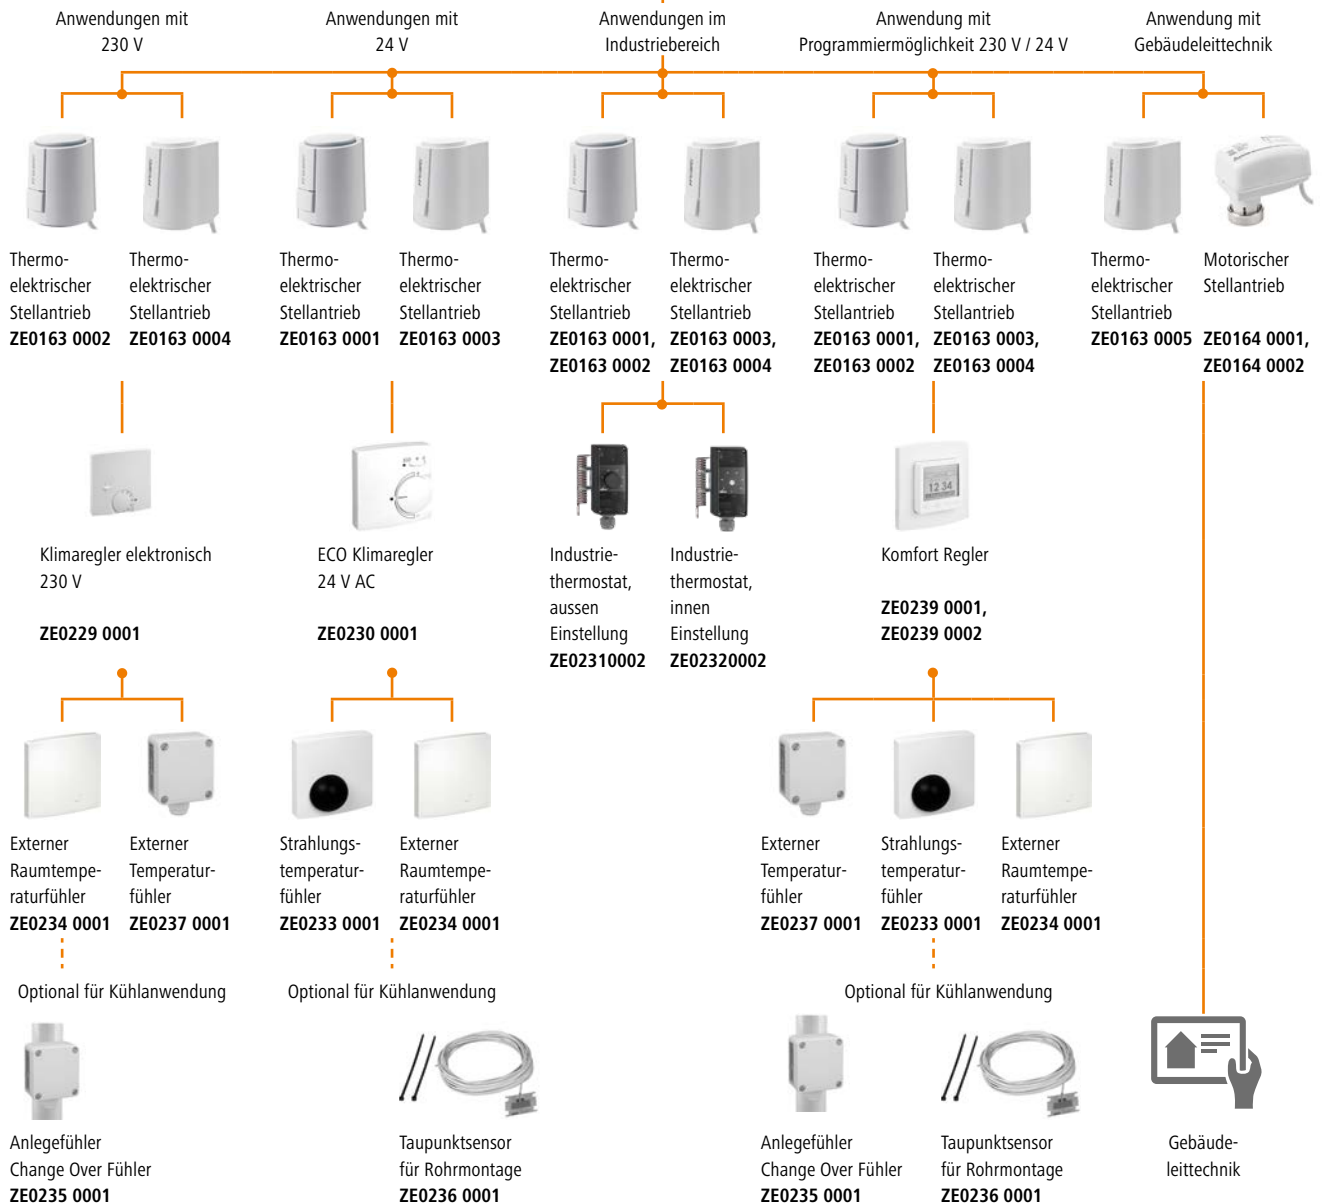 Anwendungen mit
230 V
Anwendungen mit
24 V
Anwendungen im
Industriebereich
Anwendung mit
Programmiermöglichkeit 230 V / 24 V
Anwendung mit
Gebäudeleittechnik
Thermo-
elektrischer
Stellantrieb
ZE0163 0002
Thermo-
elektrischer
Stellantrieb
ZE0163 0004
Thermo-
elektrischer
Stellantrieb
ZE0163 0001
Thermo-
elektrischer
Stellantrieb
ZE0163 0003
Thermo-
elektrischer
Stellantrieb
ZE0163 0001,
ZE0163 0002
Thermo-
elektrischer
Stellantrieb
ZE0163 0003,
ZE0163 0004
Thermo-
elektrischer
Stellantrieb
ZE0163 0001,
ZE0163 0002
Thermo-
elektrischer
Stellantrieb
ZE0163 0003,
ZE0163 0004
Thermo-
elektrischer
Stellantrieb
ZE0163 0005
Motorischer
Stellantrieb
ZE0164 0001,
ZE0164 0002
12 34
Klimaregler elektronisch
230 V
ZE0229 0001
ECO Klimaregler
24 V AC
ZE0230 0001
Industrie-
thermostat,
aussen
Einstellung
ZE02310002
Industrie-
thermostat,
innen
Einstellung
ZE02320002
Komfort Regler
ZE0239 0001,
ZE0239 0002
Externer
Raumtempe-
raturfühler
ZE0234 0001
Externer
Temperatur-
fühler
ZE0237 0001
Strahlungs-
temperatur-
fühler
ZE0233 0001
Externer
Raumtempe-
raturfühler
ZE0234 0001
Externer
Temperatur-
fühler
ZE0237 0001
Strahlungs-
temperatur-
fühler
ZE0233 0001
Externer
Raumtempe-
raturfühler
ZE0234 0001
Optional für Kühlanwendung
Optional für Kühlanwendung
Optional für Kühlanwendung
Anlegefühler
Change Over Fühler
ZE0235 0001
Taupunktsensor
für Rohrmontage
ZE0236 0001
Anlegefühler
Change Over Fühler
ZE0235 0001
Taupunktsensor
für Rohrmontage
ZE0236 0001
Gebäude-
leittechnik